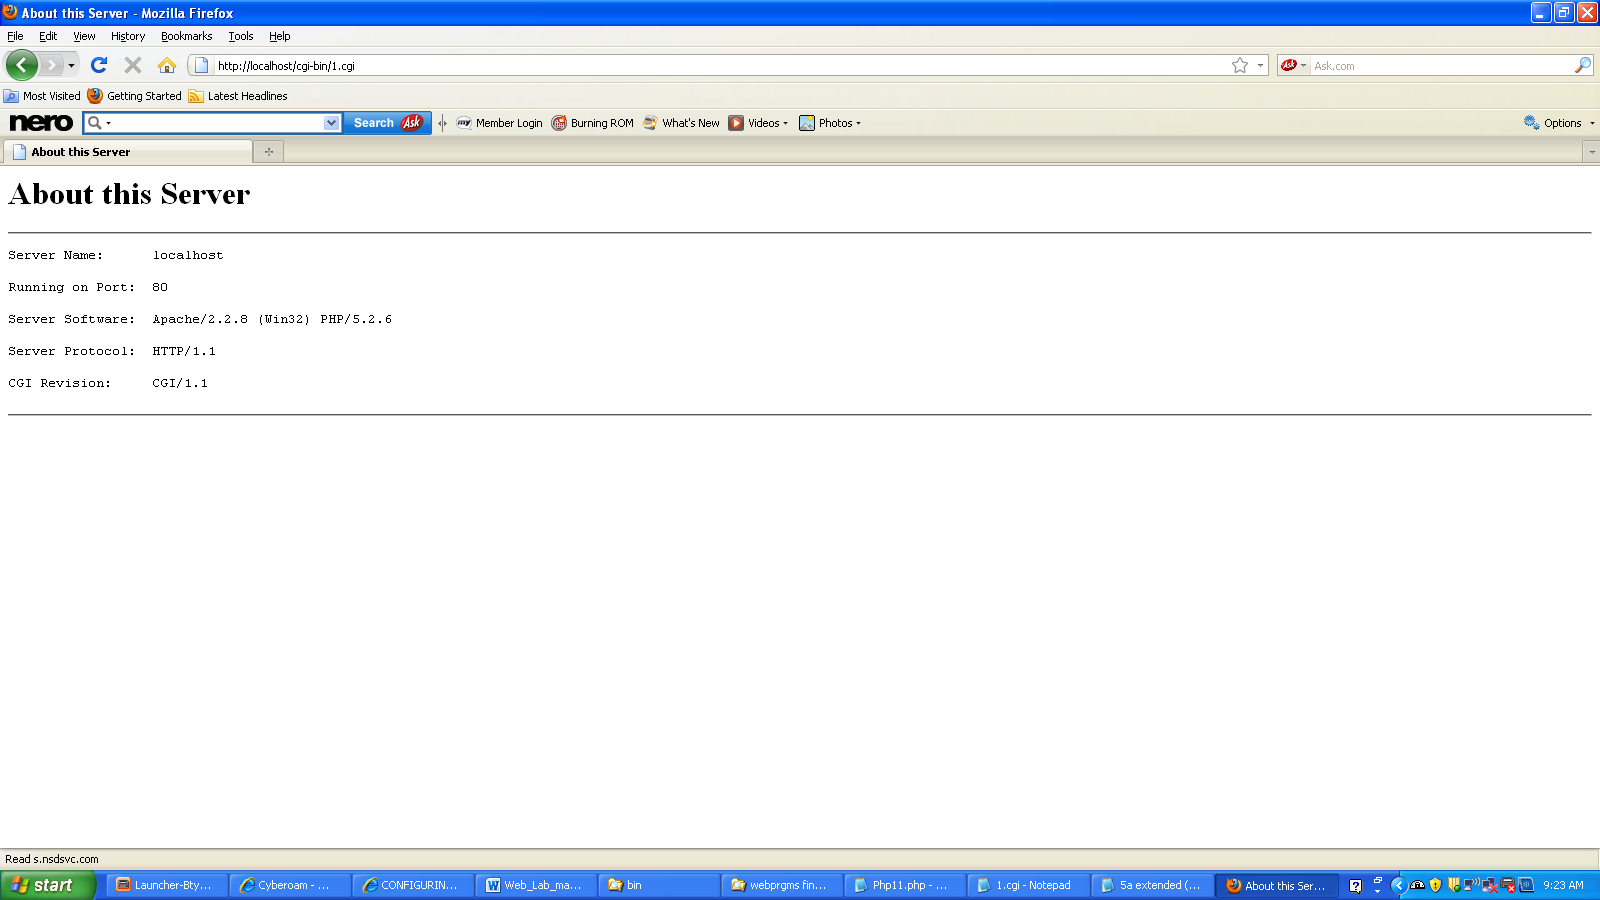 About this Server - Mozilla Firefox
File Edit View History Bookmarks Tools Help
http://localhost/cgi-bin/1.cgi
Ask Ask.com
Most Visited Getting Started Latest Headlines
nero Search Ask my Member Login Burning ROM What's New Videos Photos Options
About this Server
About this Server
Server Name: localhost
Running on Port: 80
Server Software: Apache/2.2.8 (Win32) PHP/5.2.6
Server Protocol: HTTP/1.1
CGI Revision: CGI/1.1
Read s.nsdsvc.com
start Launcher-Bty... Cyberoam - ... CONFIGURIN... Web_Lab_ma... bin webprgms fin... Php11.php - ... 1.cgi - Notepad 5a extended (... About this Ser... 9:23 AM